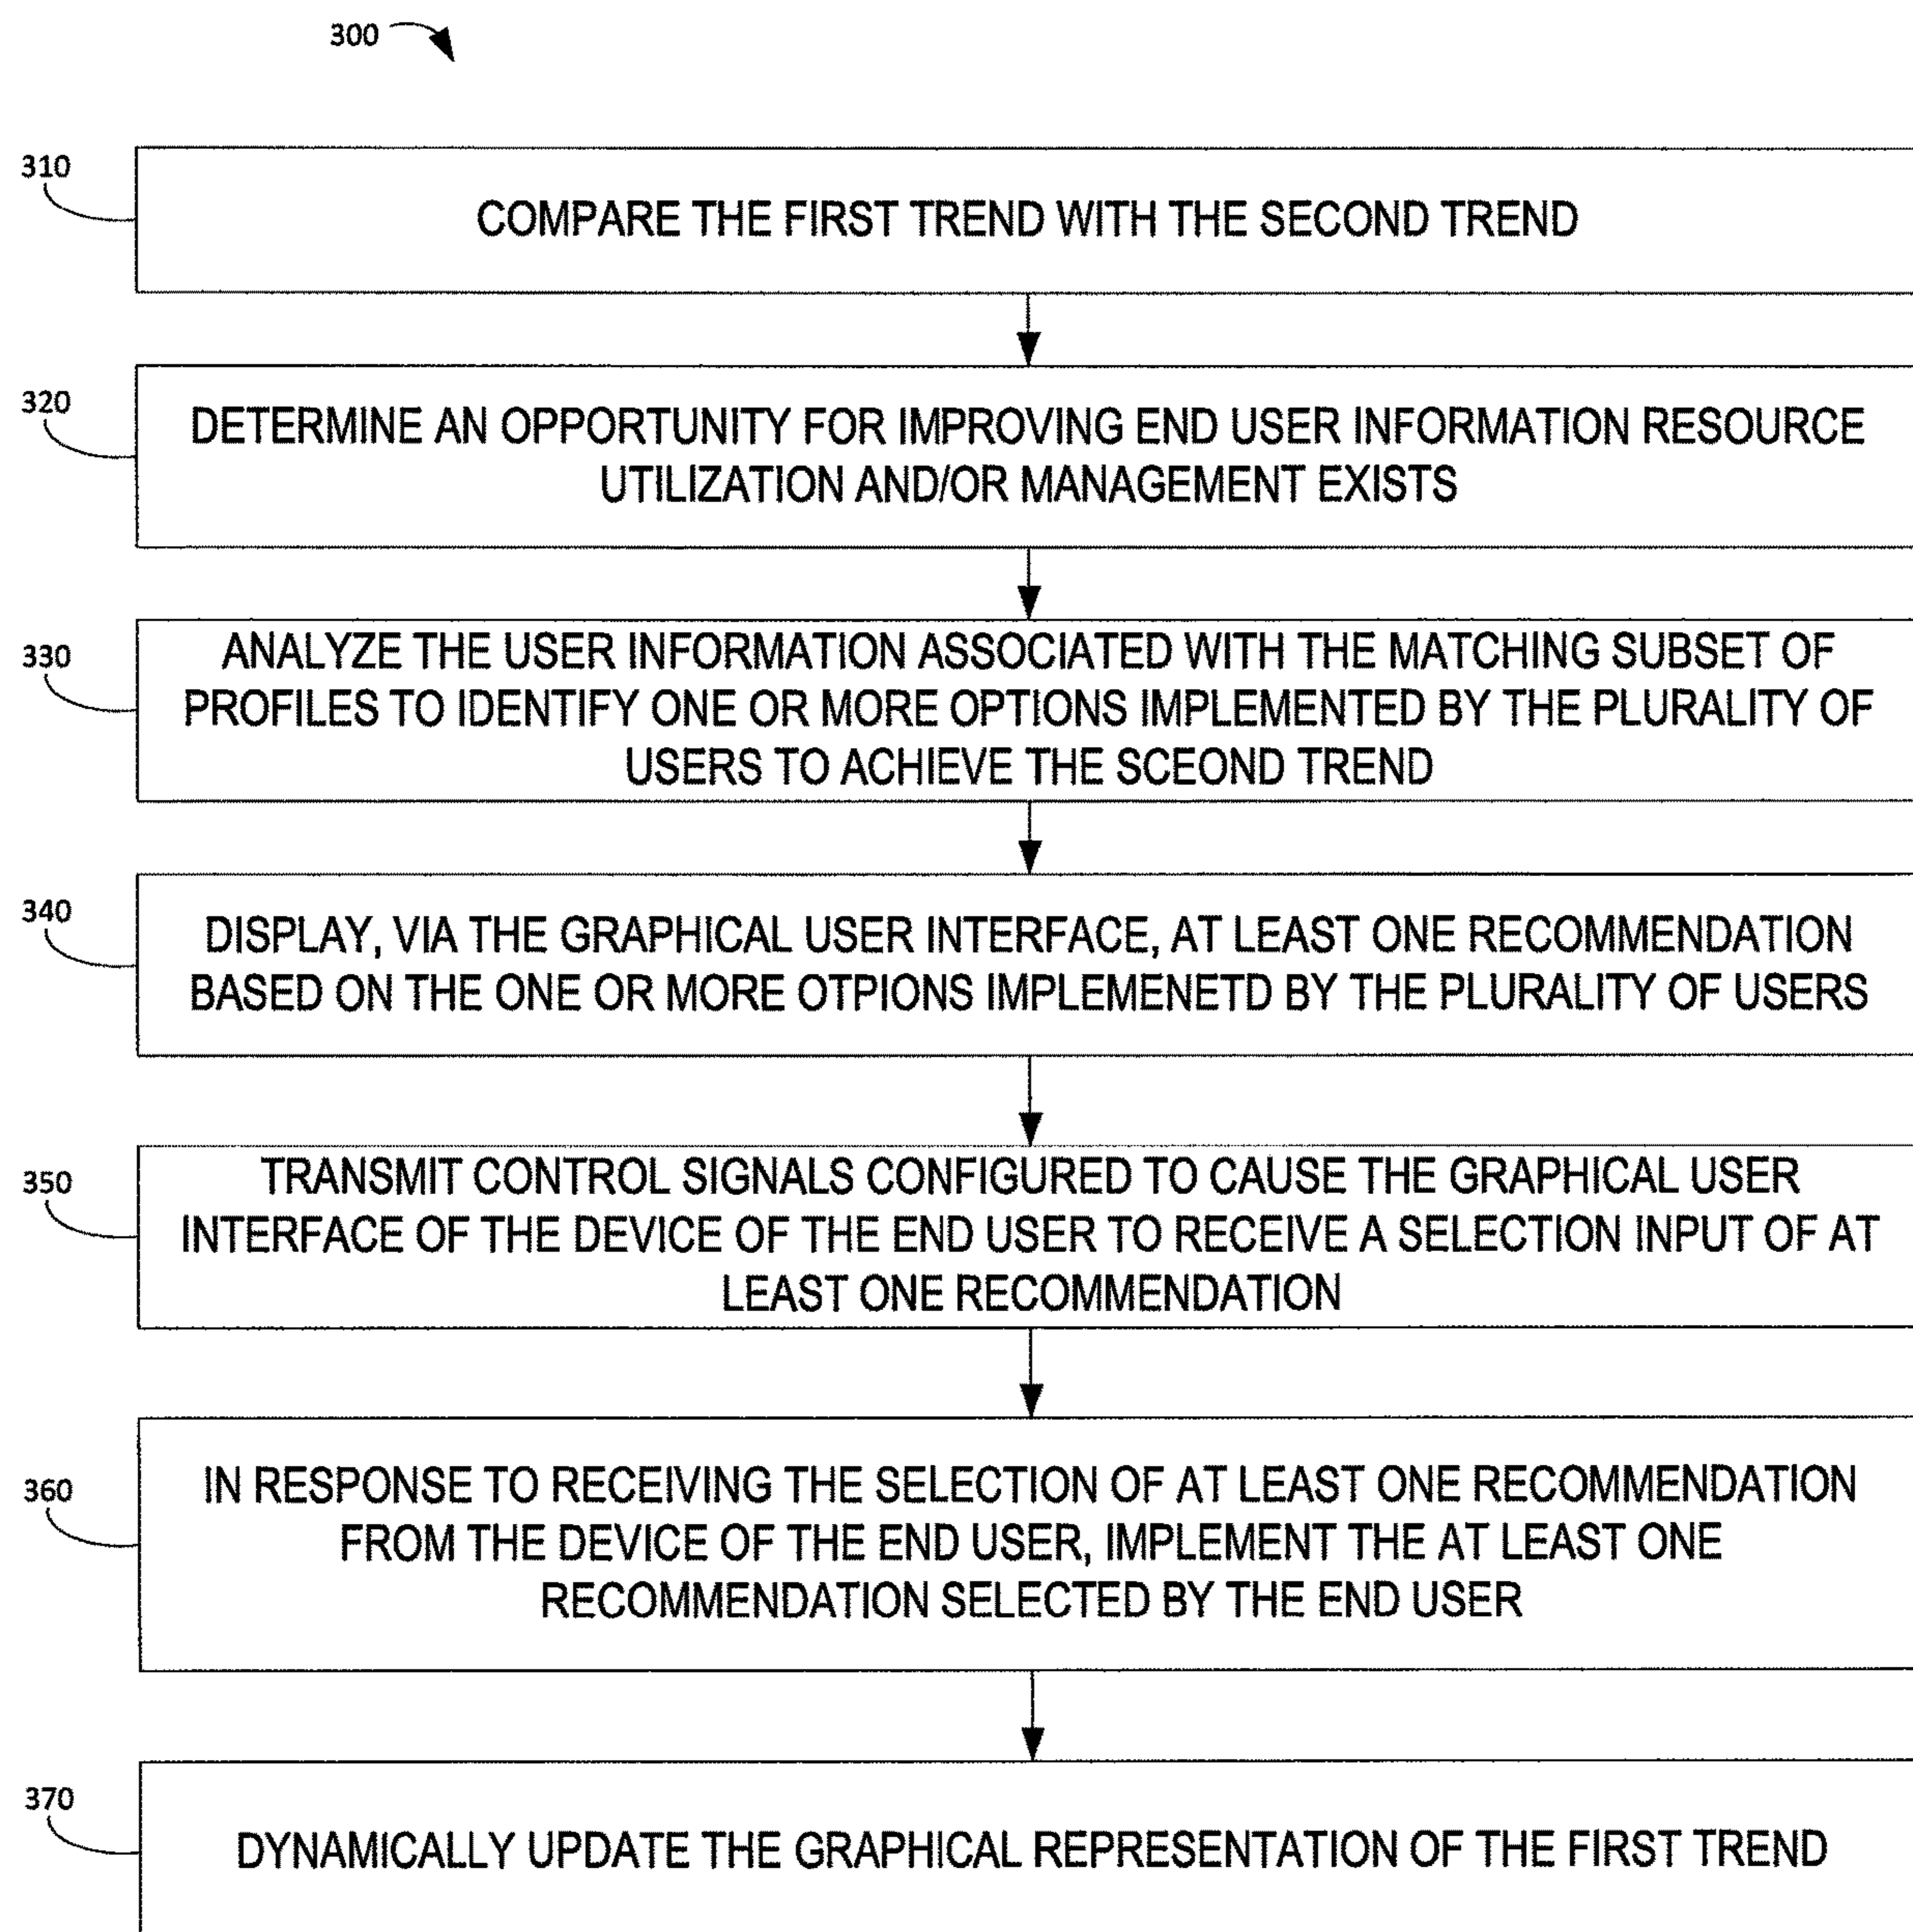 300
310
COMPARE THE FIRST TREND WITH THE SECOND TREND
320
DETERMINE AN OPPORTUNITY FOR IMPROVING END USER INFORMATION RESOURCE
UTILIZATION AND/OR MANAGEMENT EXISTS
330
ANALYZE THE USER INFORMATION ASSOCIATED WITH THE MATCHING SUBSET OF
PROFILES TO IDENTIFY ONE OR MORE OPTIONS IMPLEMENTED BY THE PLURALITY OF
USERS TO ACHIEVE THE SCEOND TREND
340
DISPLAY, VIA THE GRAPHICAL USER INTERFACE, AT LEAST ONE RECOMMENDATION
BASED ON THE ONE OR MORE OTPIONS IMPLEMENETD BY THE PLURALITY OF USERS
350
TRANSMIT CONTROL SIGNALS CONFIGURED TO CAUSE THE GRAPHICAL USER
INTERFACE OF THE DEVICE OF THE END USER TO RECEIVE A SELECTION INPUT OF AT
LEAST ONE RECOMMENDATION
360
IN RESPONSE TO RECEIVING THE SELECTION OF AT LEAST ONE RECOMMENDATION
FROM THE DEVICE OF THE END USER, IMPLEMENT THE AT LEAST ONE
RECOMMENDATION SELECTED BY THE END USER
370
DYNAMICALLY UPDATE THE GRAPHICAL REPRESENTATION OF THE FIRST TREND